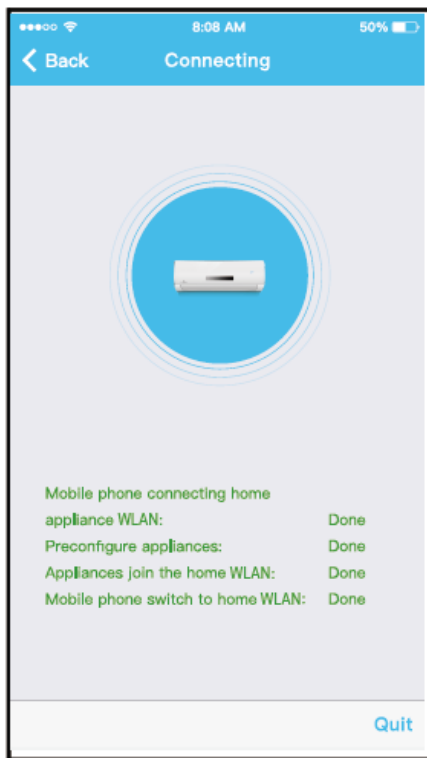 8:08 AM
50%
Back
Connecting
Mobile phone connecting home
appliance WLAN: Done
Preconfigure appliances: Done
Appliances join the home WLAN: Done
Mobile phone switch to home WLAN: Done
Quit